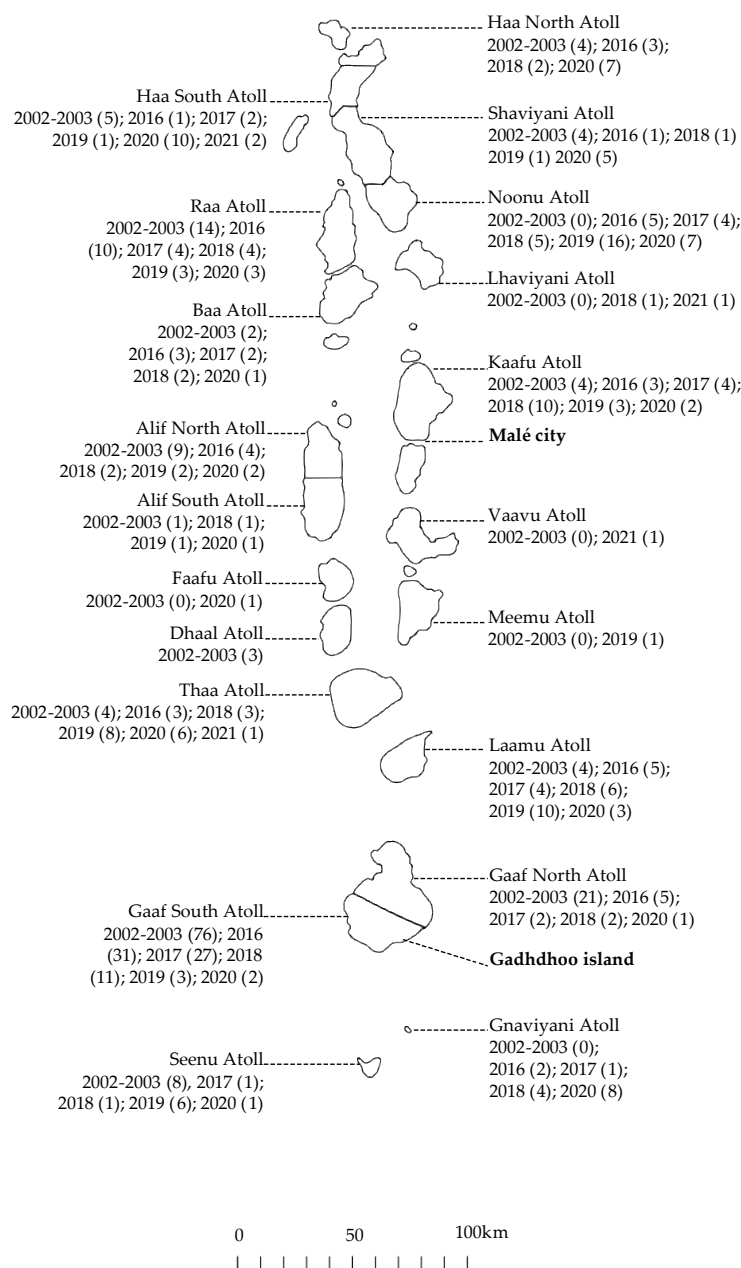 Haa North Atoll
2002-2003 (4); 2016 (3);
2018 (2); 2020 (7)
Haa South Atoll
2002-2003 (5); 2016 (1); 2017 (2);
2019 (1); 2020 (10); 2021 (2)
Shaviyani Atoll
2002-2003 (4); 2016 (1); 2018 (1)
2019 (1) 2020 (5)
Raa Atoll
2002-2003 (14); 2016
(10); 2017 (4); 2018 (4);
2019 (3); 2020 (3)
Noonu Atoll
2002-2003 (0); 2016 (5); 2017 (4);
2018 (5); 2019 (16); 2020 (7)
Lhaviyani Atoll
2002-2003 (0); 2018 (1); 2021 (1)
Baa Atoll
2002-2003 (2);
2016 (3); 2017 (2);
2018 (2); 2020 (1)
Kaafu Atoll
2002-2003 (4); 2016 (3); 2017 (4);
2018 (10); 2019 (3); 2020 (2)
Malé city
Alif North Atoll
2002-2003 (9); 2016 (4);
2018 (2); 2019 (2); 2020 (2)
Alif South Atoll
2002-2003 (1); 2018 (1);
2019 (1); 2020 (1)
Vaavu Atoll
2002-2003 (0); 2021 (1)
Faafu Atoll
2002-2003 (0); 2020 (1)
Meemu Atoll
2002-2003 (0); 2019 (1)
Dhaal Atoll
2002-2003 (3)
Thaa Atoll
2002-2003 (4); 2016 (3); 2018 (3);
2019 (8); 2020 (6); 2021 (1)
Laamu Atoll
2002-2003 (4); 2016 (5);
2017 (4); 2018 (6);
2019 (10); 2020 (3)
Gaaf North Atoll
2002-2003 (21); 2016 (5);
2017 (2); 2018 (2); 2020 (1)
Gaaf South Atoll
2002-2003 (76); 2016
(31); 2017 (27); 2018
(11); 2019 (3); 2020 (2)
Gadhdhoo island
Gnaviyani Atoll
2002-2003 (0);
2016 (2); 2017 (1);
2018 (4); 2020 (8)
Seenu Atoll
2002-2003 (8), 2017 (1);
2018 (1); 2019 (6); 2020 (1)
0 50 100km